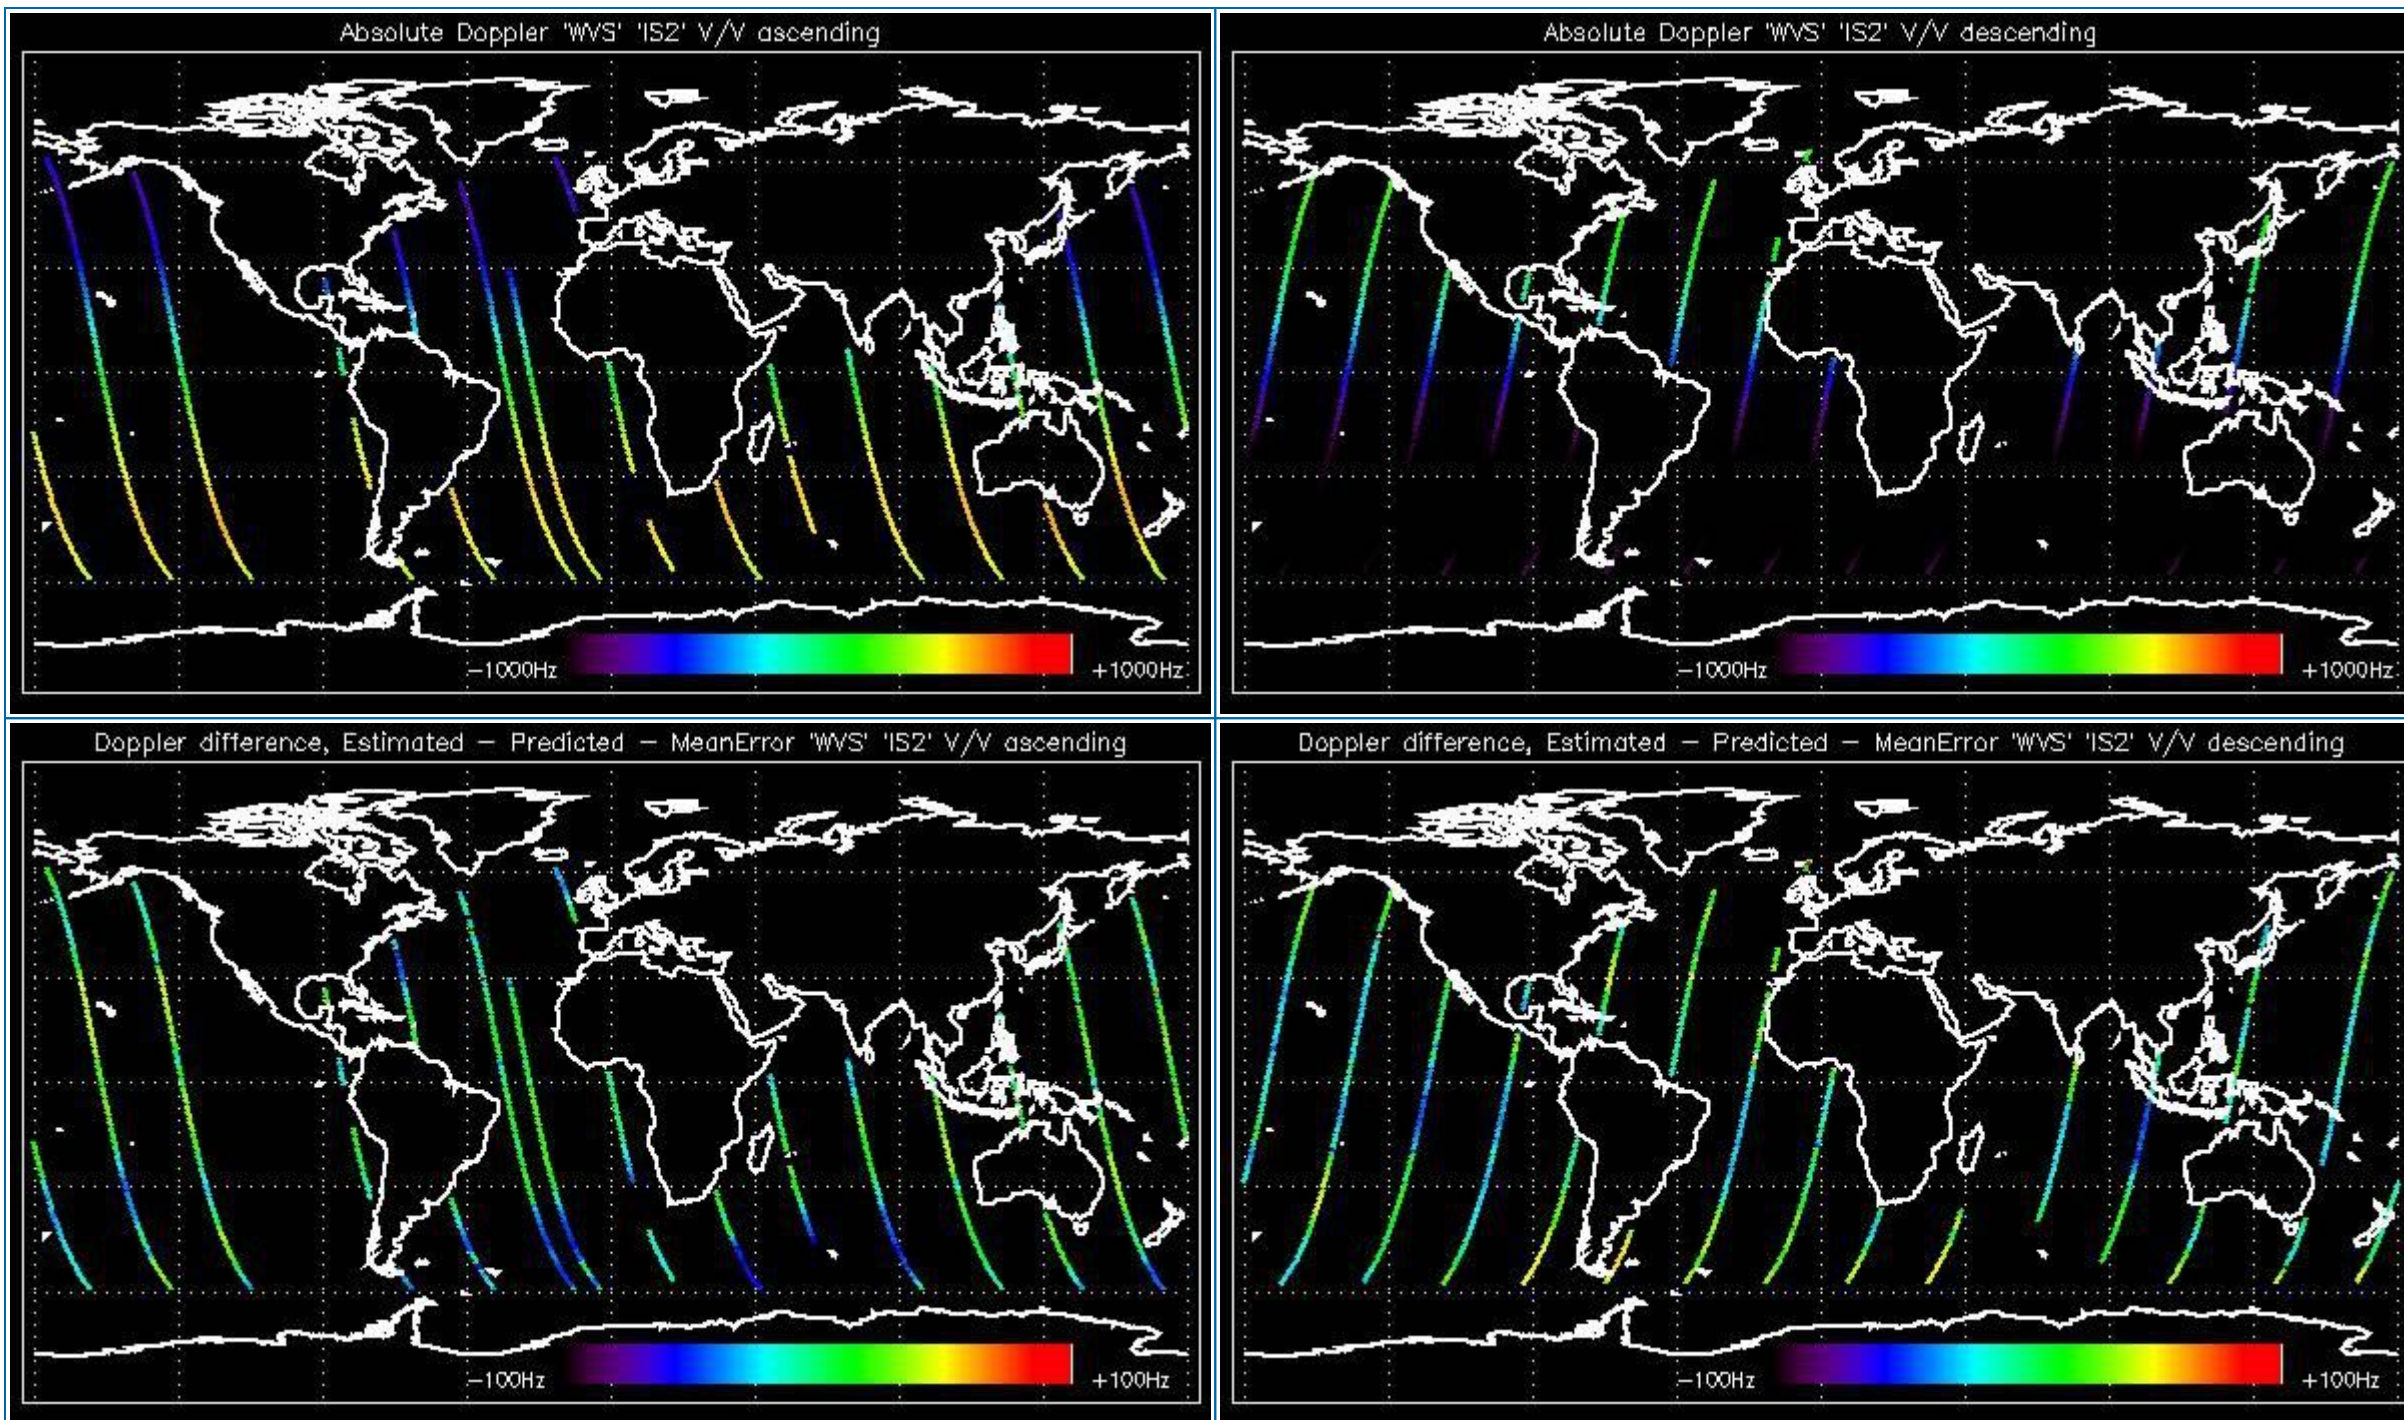 Absolute Doppler 'WVS' 'IS2' V/V ascending
-1000Hz
+1000Hz
Absolute Doppler 'WVS' 'IS2' V/V descending
-1000Hz
+1000Hz
Doppler difference, Estimated - Predicted - MeanError 'WVS' 'IS2' V/V ascending
-100Hz
+100Hz
Doppler difference, Estimated - Predicted - MeanError 'WVS' 'IS2' V/V descending
-100Hz
+100Hz